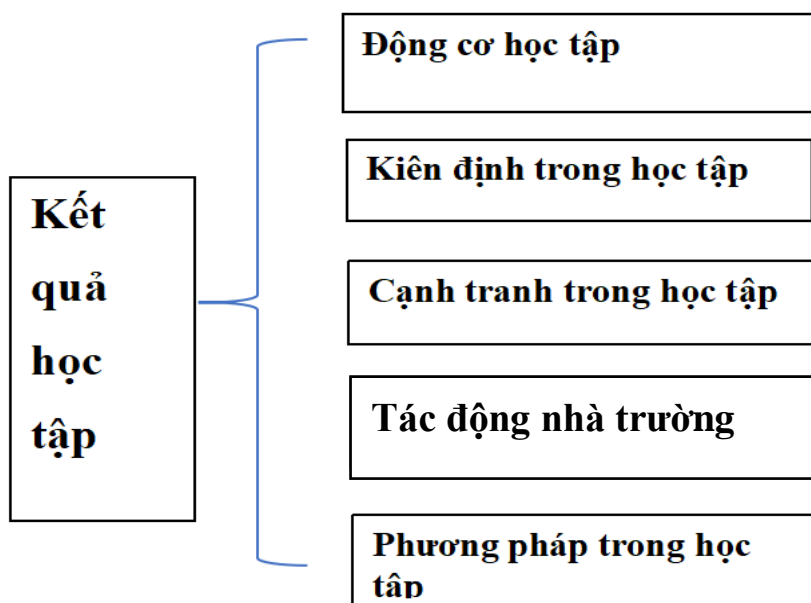 Động cơ học tập
Kiên định trong học tập
Kết
quả
học
tập
Cạnh tranh trong học tập
Tác động nhà trường
Phương pháp trong học
tập